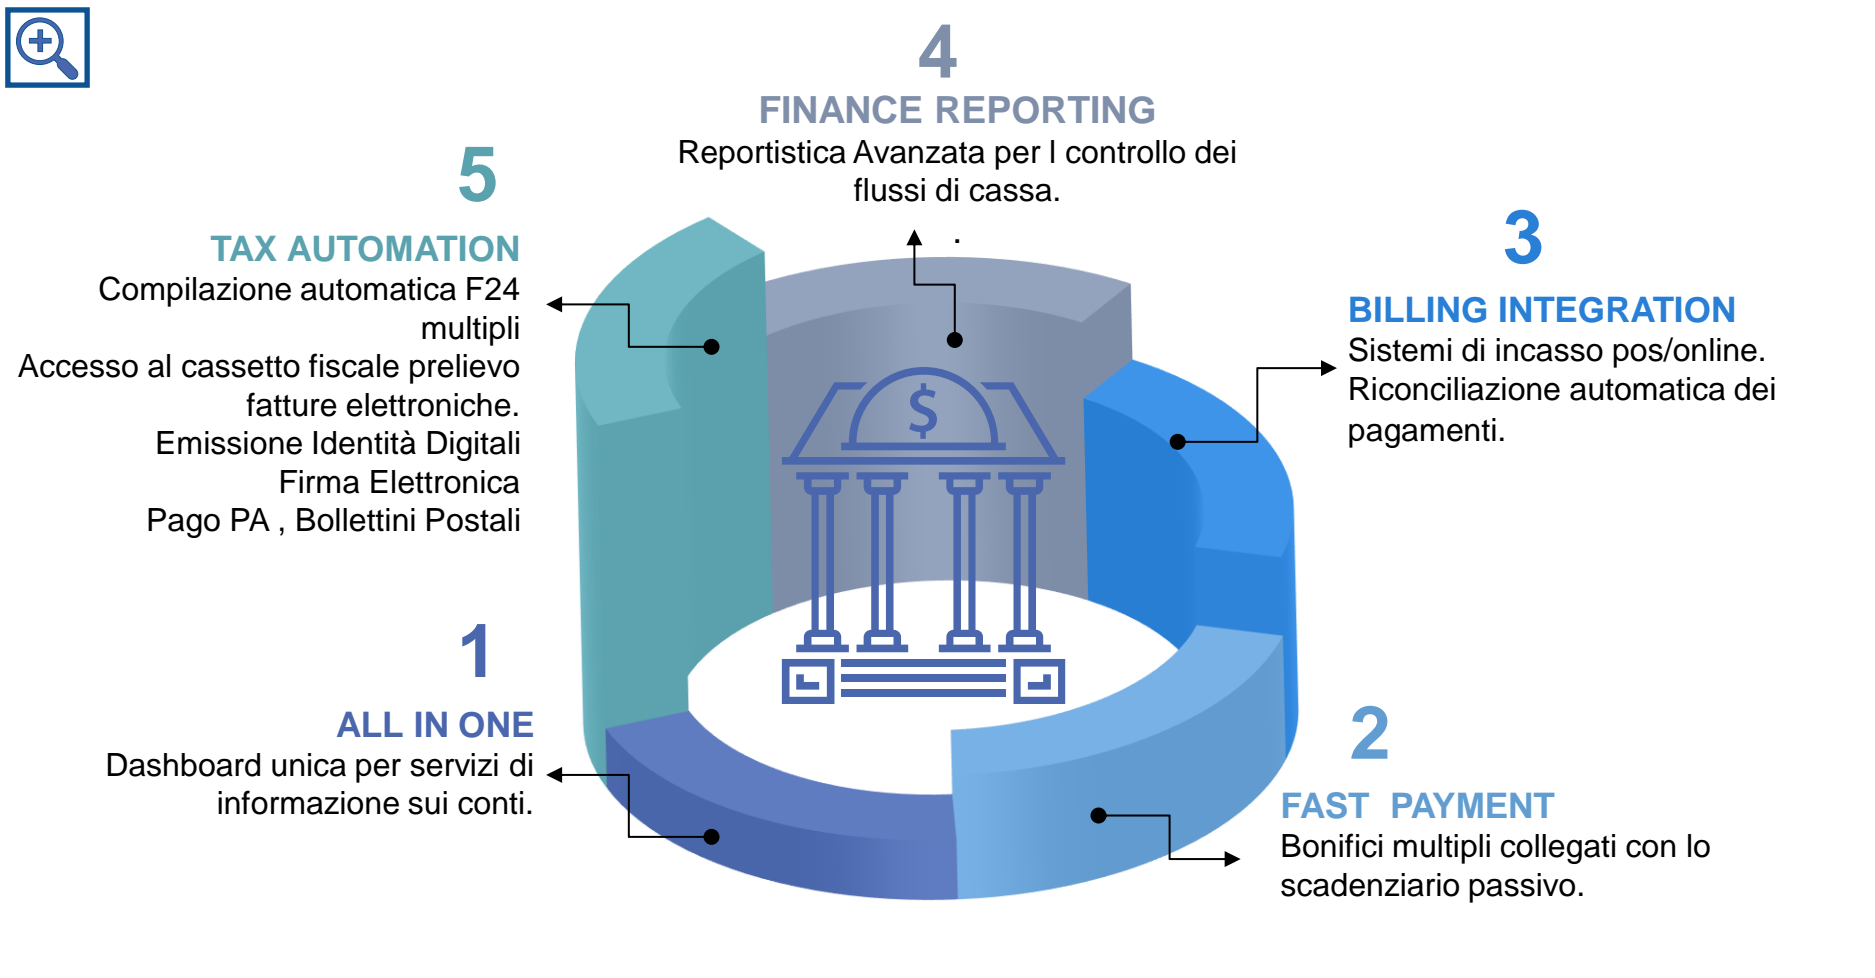 4
FINANCE REPORTING
Reportistica Avanzata per I controllo dei
flussi di cassa.
.
5
TAX AUTOMATION
Compilazione automatica F24
multipli
Accesso al cassetto fiscale prelievo
fatture elettroniche.
Emissione Identità Digitali
Firma Elettronica
Pago PA , Bollettini Postali
3
BILLING INTEGRATION
Sistemi di incasso pos/online.
Riconciliazione automatica dei
pagamenti.
$
1
ALL IN ONE
Dashboard unica per servizi di
informazione sui conti.
2
FAST PAYMENT
Bonifici multipli collegati con lo
scadenziario passivo.